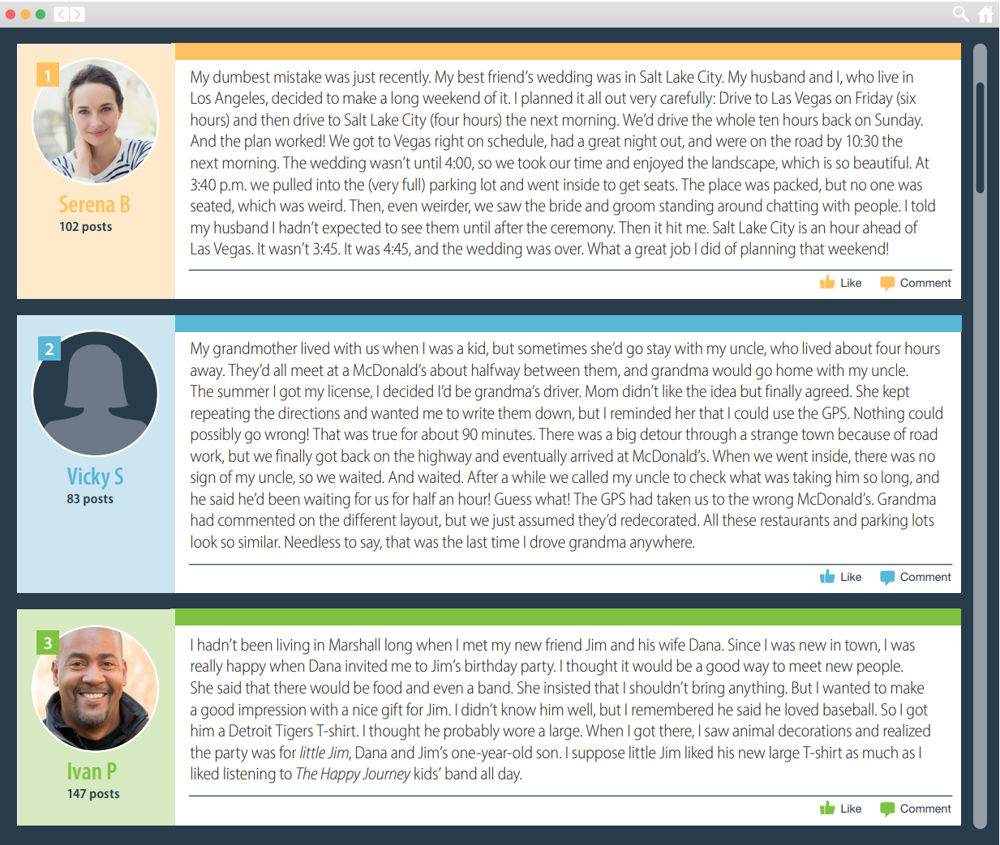 1
My dumbest mistake was just recently. My best friend’s wedding was in Salt Lake City. My husband and I, who live in
Los Angeles, decided to make a long weekend of it. I planned it all out very carefully: Drive to Las Vegas on Friday (six
hours) and then drive to Salt Lake City (four hours) the next morning. We’d drive the whole ten hours back on Sunday.
And the plan worked! We got to Vegas right on schedule, had a great night out, and were on the road by 10:30 the
next morning. The wedding wasn’t until 4:00, so we took our time and enjoyed the landscape, which is so beautiful. At
3:40 p.m. we pulled into the (very full) parking lot and went inside to get seats. The place was packed, but no one was
seated, which was weird. Then, even weirder, we saw the bride and groom standing around chatting with people. I told
my husband I hadn’t expected to see them until after the ceremony. Then it hit me. Salt Lake City is an hour ahead of
Las Vegas. It wasn’t 3:45. It was 4:45, and the wedding was over. What a great job I did of planning that weekend!
Serena B
102 posts
Like
Comment
2
My grandmother lived with us when I was a kid, but sometimes she’d go stay with my uncle, who lived about four hours
away. They’d all meet at a McDonald’s about halfway between them, and grandma would go home with my uncle.
The summer I got my license, I decided I’d be grandma’s driver. Mom didn’t like the idea but finally agreed. She kept
repeating the directions and wanted me to write them down, but I reminded her that I could use the GPS. Nothing could
possibly go wrong! That was true for about 90 minutes. There was a big detour through a strange town because of road
work, but we finally got back on the highway and eventually arrived at McDonald’s. When we went inside, there was no
sign of my uncle, so we waited. And waited. After a while we called my uncle to check what was taking him so long, and
he said he’d been waiting for us for half an hour! Guess what! The GPS had taken us to the wrong McDonald’s. Grandma
had commented on the different layout, but we just assumed they’d redecorated. All these restaurants and parking lots
look so similar. Needless to say, that was the last time I drove grandma anywhere.
Vicky S
83 posts
Like
Comment
3
I hadn’t been living in Marshall long when I met my new friend Jim and his wife Dana. Since I was new in town, I was
really happy when Dana invited me to Jim’s birthday party. I thought it would be a good way to meet new people.
She said that there would be food and even a band. She insisted that I shouldn’t bring anything. But I wanted to make
a good impression with a nice gift for Jim. I didn’t know him well, but I remembered he said he loved baseball. So I got
him a Detroit Tigers T-shirt. I thought he probably wore a large. When I got there, I saw animal decorations and realized
the party was for little Jim, Dana and Jim’s one-year-old son. I suppose little Jim liked his new large T-shirt as much as I
liked listening to The Happy Journey kids’ band all day.
Ivan P
147 posts
Like
Comment